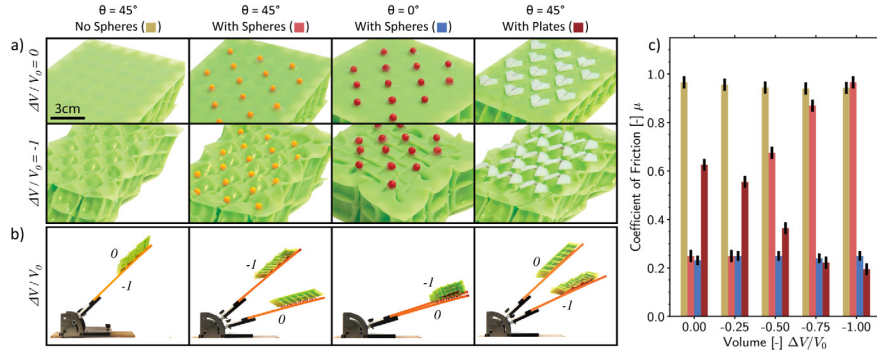 θ = 45° θ = 45° θ = 0° θ = 45°
No Spheres ( ) With Spheres ( ) With Spheres ( ) With Plates ( )
a)
ΔV / V₀ = 0
3cm
ΔV / V₀ = -1
b)
ΔV / V₀
0
-1
-1
0
-1
0
0
-1
c)
Coefficient of Friction [-] μ
1.0
0.8
0.6
0.4
0.2
0.0
0.00 -0.25 -0.50 -0.75 -1.00
Volume [-] ΔV/V₀